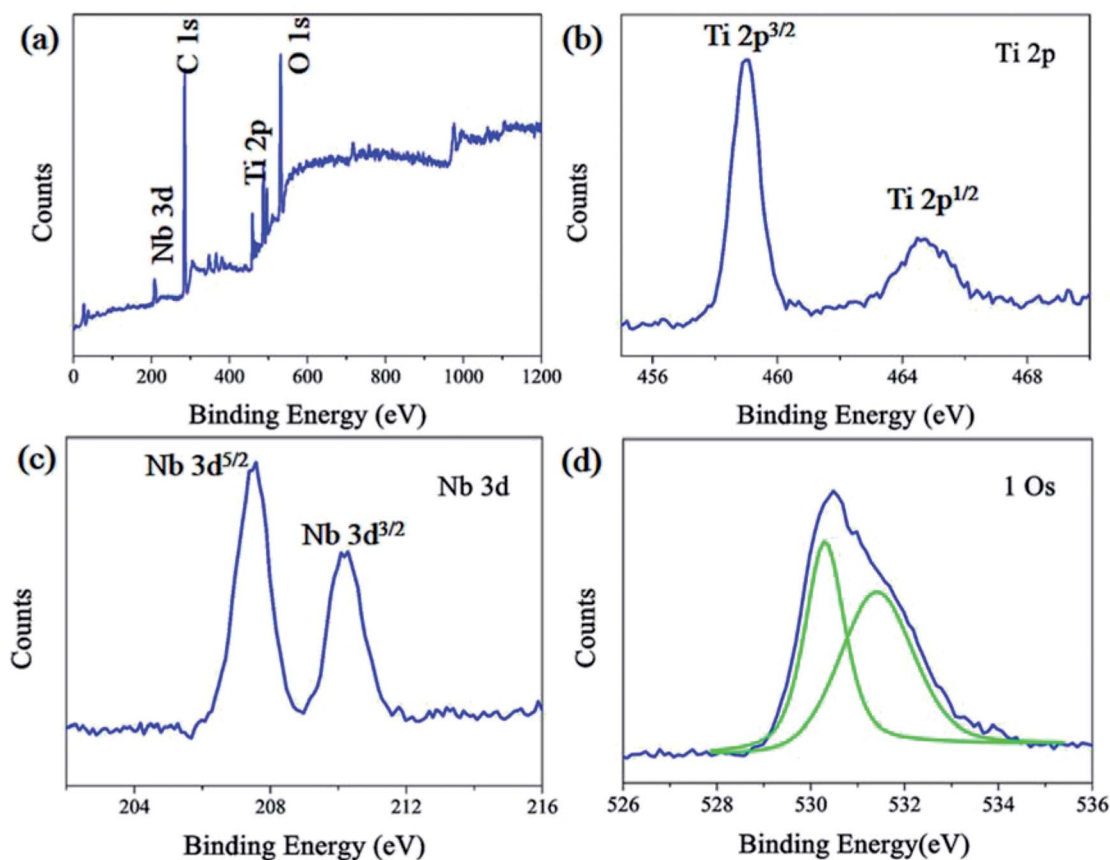 (a)
C 1s
O 1s
Ti 2p
Nb 3d
Counts
0 200 400 600 800 1000 1200
Binding Energy (eV)
(b)
Ti 2p3/2
Ti 2p
Ti 2p1/2
Counts
456 460 464 468
Binding Energy (eV)
(c)
Nb 3d5/2
Nb 3d
Nb 3d3/2
Counts
204 208 212 216
Binding Energy (eV)
(d)
1 Os
Counts
526 528 530 532 534 536
Binding Energy(eV)